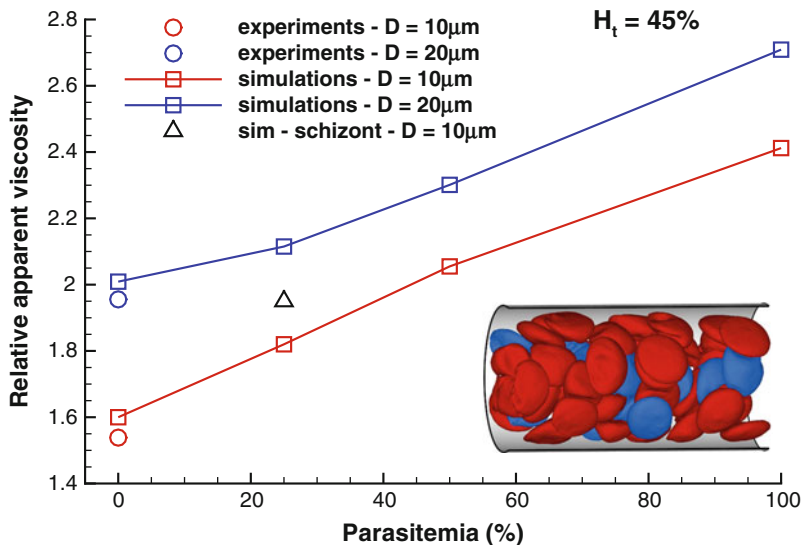 H_t = 45%
experiments - D = 10μm
experiments - D = 20μm
simulations - D = 10μm
simulations - D = 20μm
sim - schizont - D = 10μm
Relative apparent viscosity
2.8
2.6
2.4
2.2
2
1.8
1.6
1.4
0
20
40
60
80
100
Parasitemia (%)